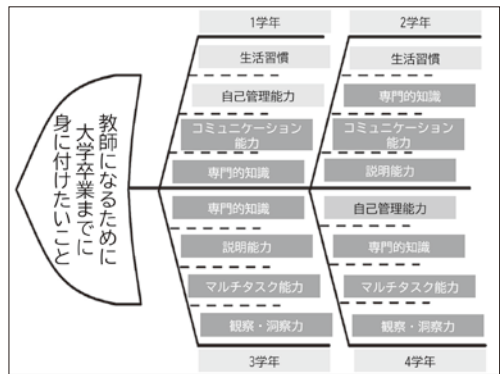 教師になるために
大学卒業までに
身に付けたいこと
1学年
生活習慣
自己管理能力
コミュニケーション
能力
専門的知識
2学年
生活習慣
専門的知識
コミュニケーション
能力
説明能力
専門的知識
説明能力
マルチタスク能力
観察・洞察力
3学年
自己管理能力
専門的知識
マルチタスク能力
観察・洞察力
4学年